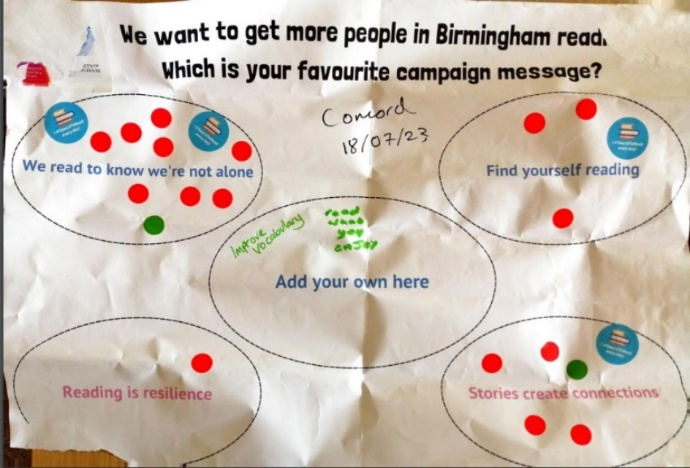 We want to get more people in Birmingham read.
Which is your favourite campaign message?
Concord
18/07/23
We read to know we're not alone
Find yourself reading
Improve
vocabulary
read
what
you
enjoy
Add your own here
Reading is resilience
Stories create connections